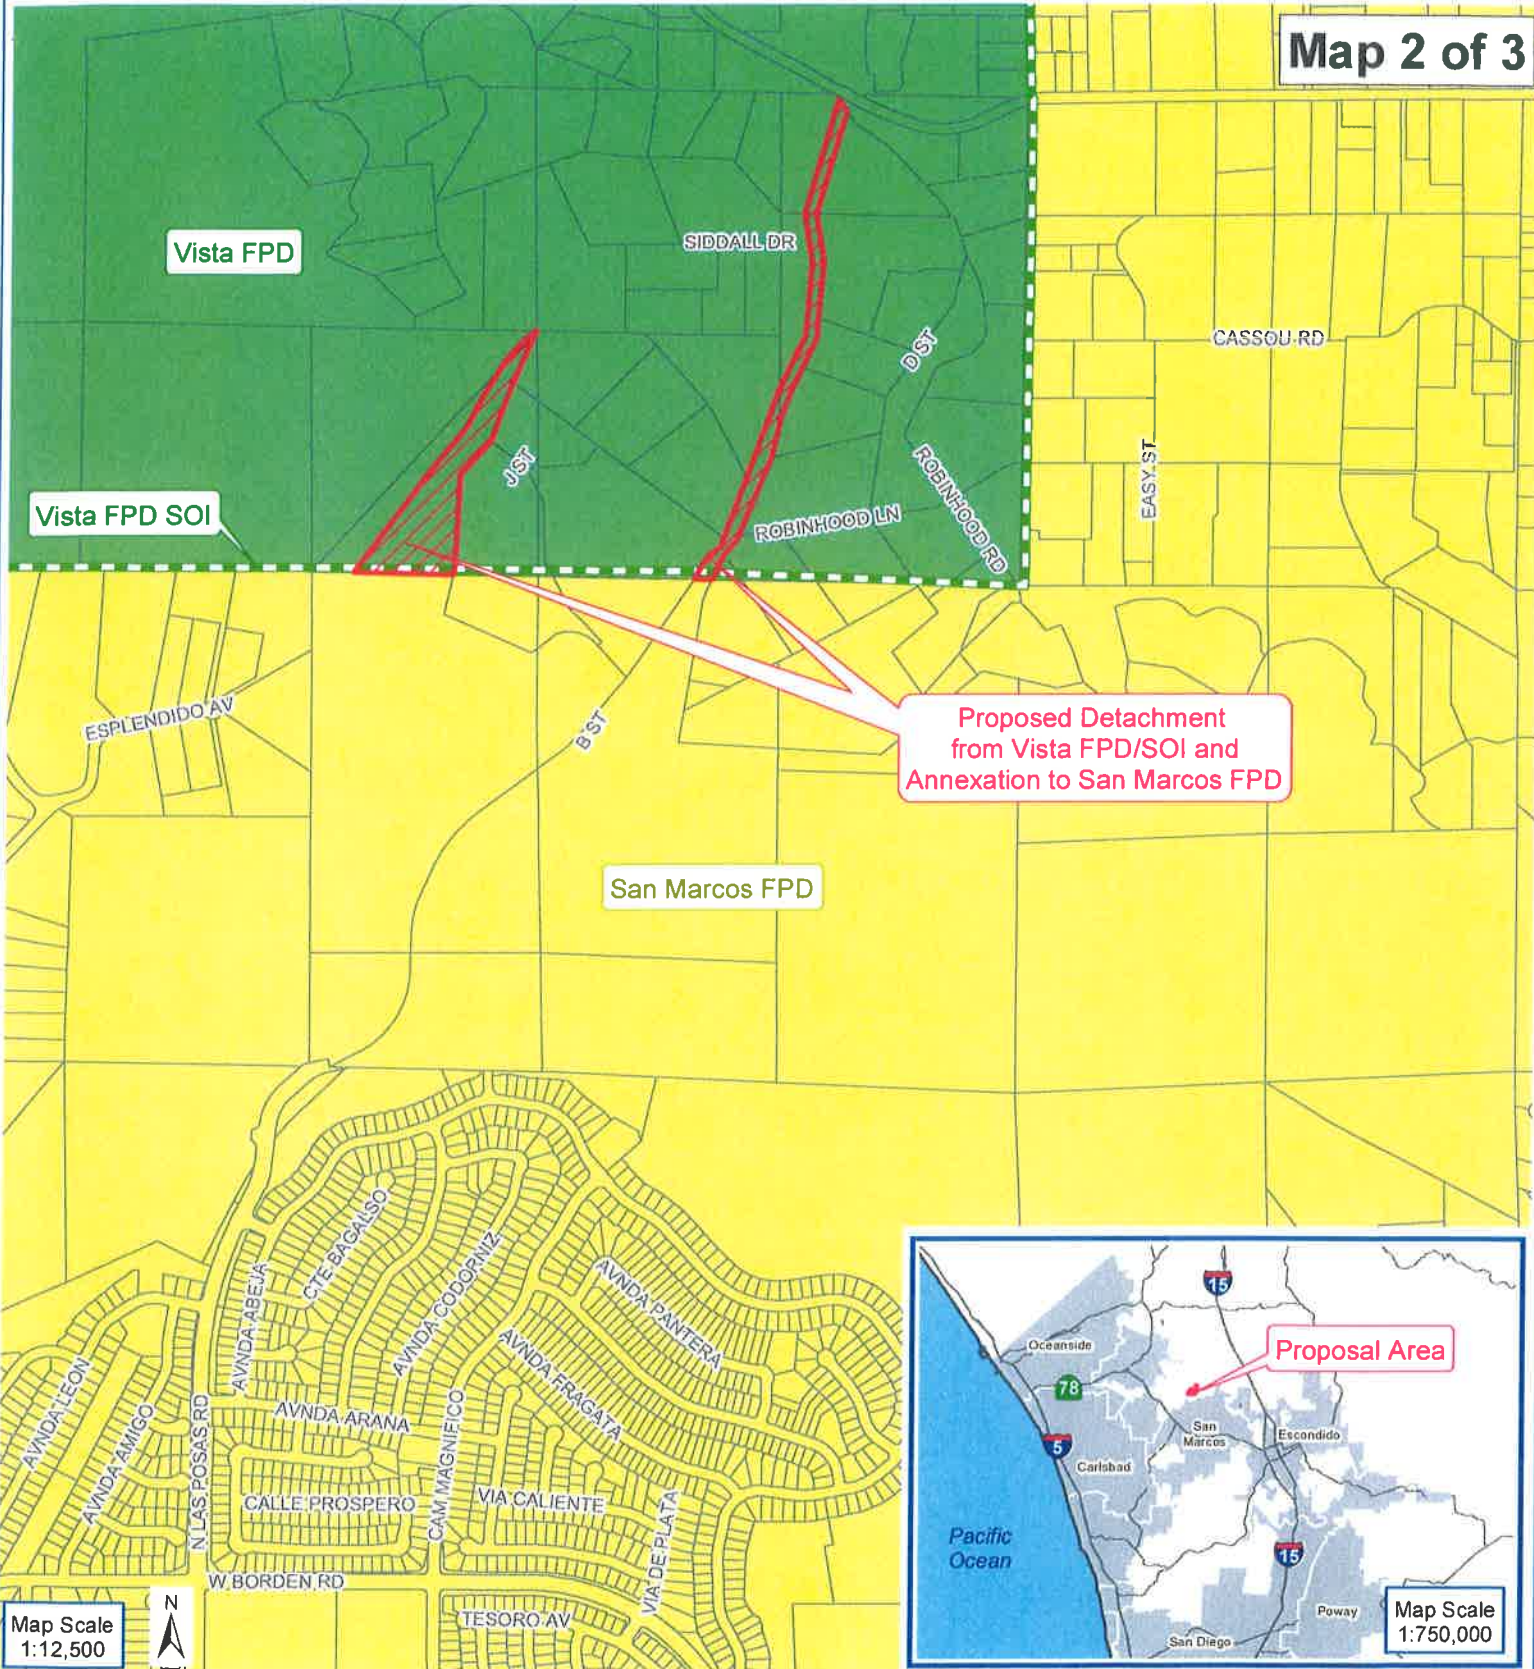 Map 2 of 3
Vista FPD
SIDDALL DR
CASSOU RD
D ST
J ST
EASY ST
ROBINHOOD RD
Vista FPD SOI
ROBINHOOD LN
ESPLENDIDO AV
B ST
Proposed Detachment
from Vista FPD/SOI and
Annexation to San Marcos FPD
San Marcos FPD
CTE BAGALSO
AVNDA ABEJA
AVNDA CODORNIZ
AVNDA PANTERA
AVNDA FRAGATA
AVNDA LEON
AVNDA AMIGO
N LAS POSAS RD
AVNDA ARANA
CAM MAGNIFICO
CALLE PROSPERO
VIA CALIENTE
VIA DE PLATA
W BORDEN RD
TESORO AV
N
Map Scale
1:12,500
15
Oceanside
Proposal Area
78
San
Marcos
Escondido
5
Carlsbad
Pacific
Ocean
15
Poway
San Diego
Map Scale
1:750,000